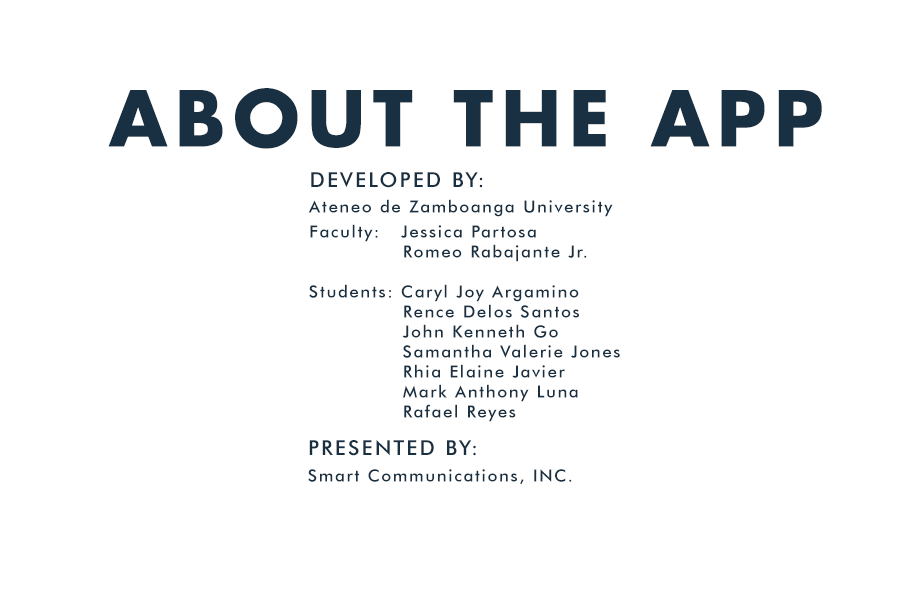 ABOUT THE APP
DEVELOPED BY:
Ateneo de Zamboanga University
Faculty: Jessica Partosa
Romeo Rabajante Jr.
Students: Caryl Joy Argamino
Rence Delos Santos
John Kenneth Go
Samantha Valerie Jones
Rhia Elaine Javier
Mark Anthony Luna
Rafael Reyes
PRESENTED BY:
Smart Communications, INC.